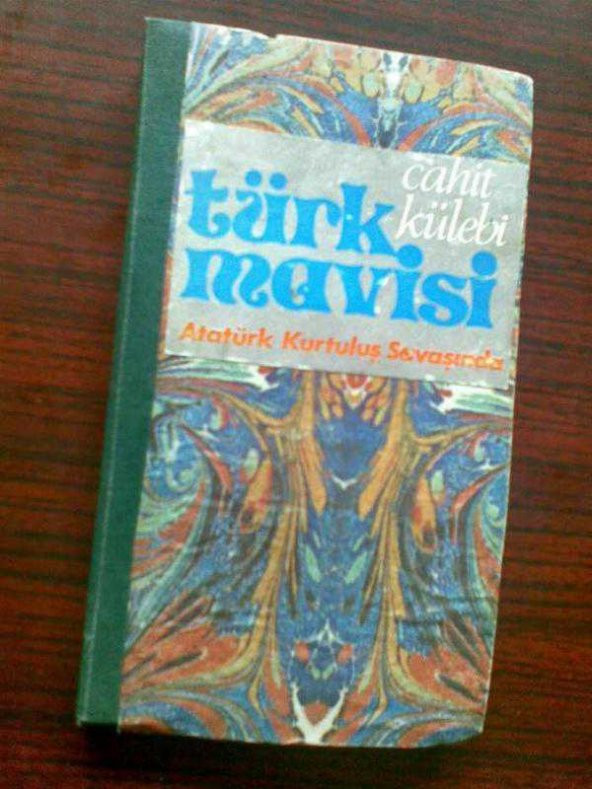 cahit
külebi
türk
mavisi
Atatürk Kurtuluş Savaşında